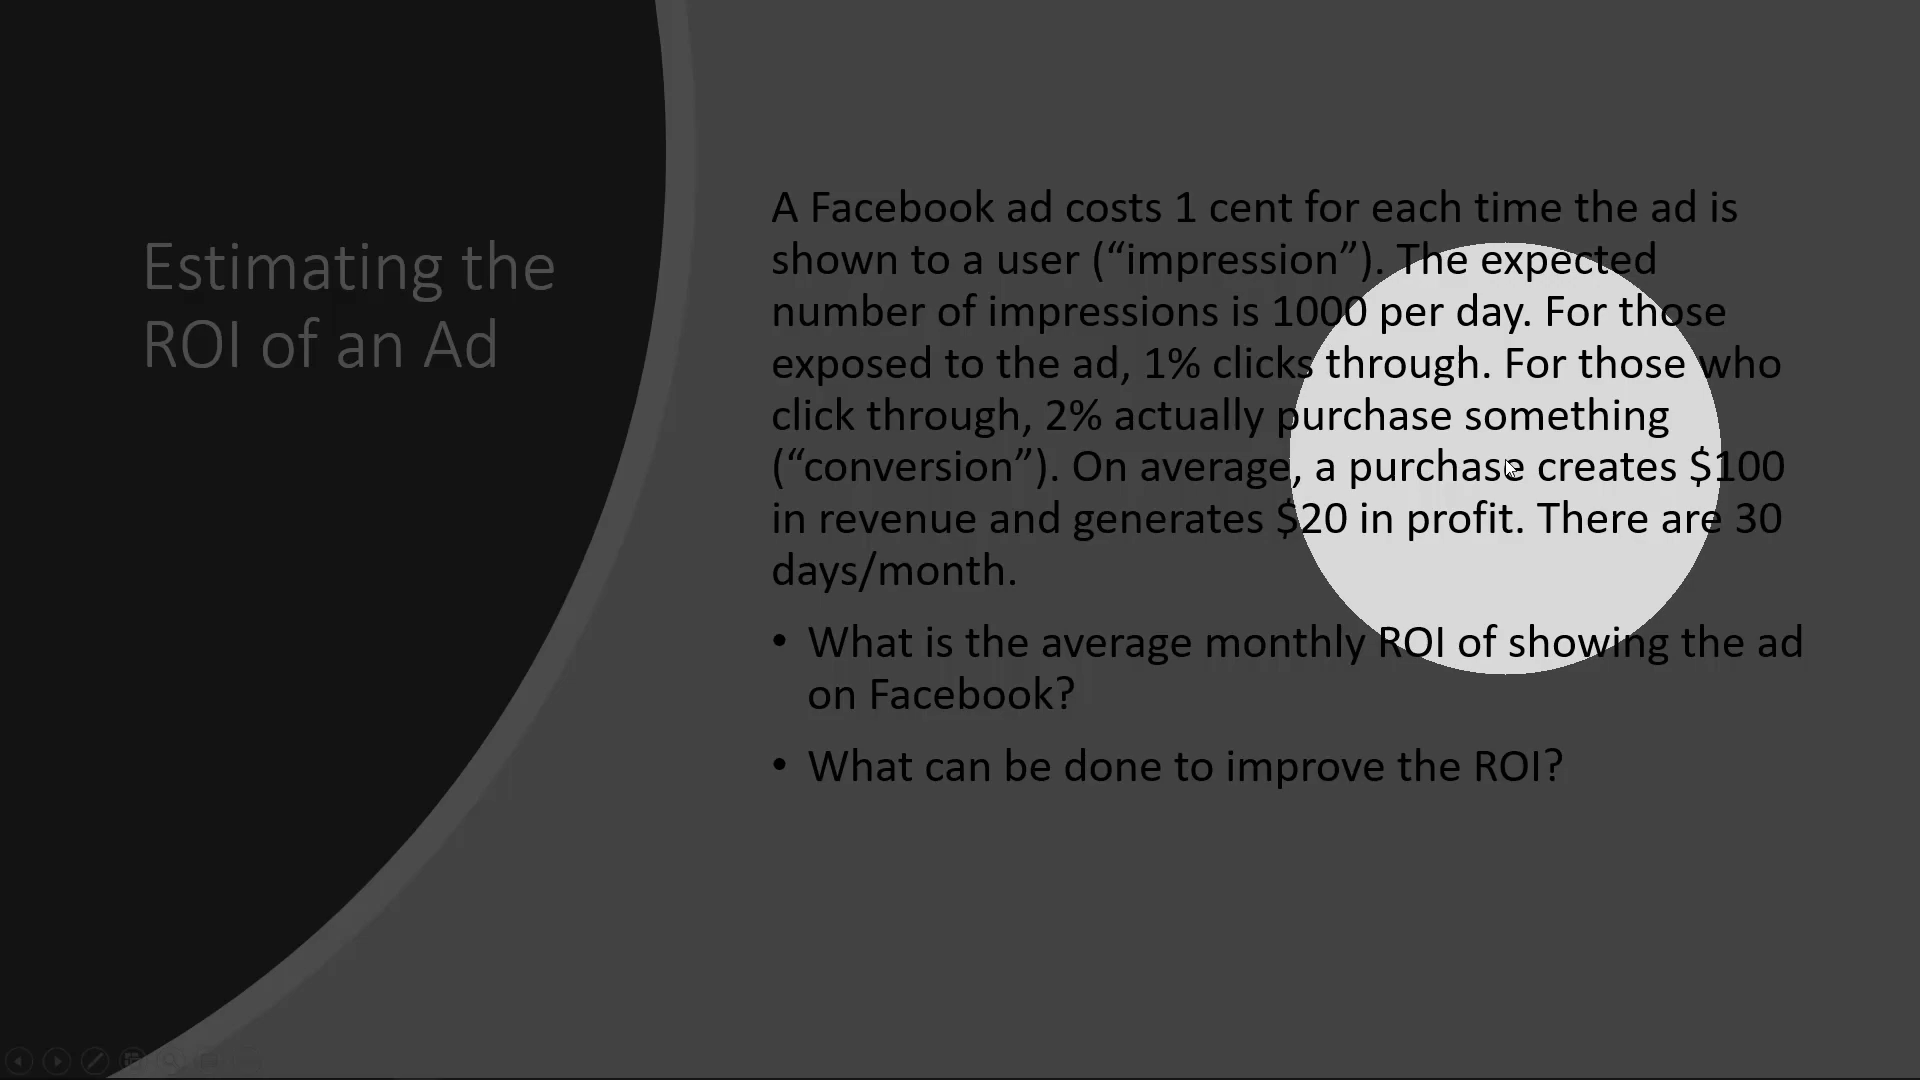 Estimating the
ROI of an Ad
A Facebook ad costs 1 cent for each time the ad is
shown to a user (“impression”). The expected
number of impressions is 1000 per day. For those
exposed to the ad, 1% clicks through. For those who
click through, 2% actually purchase something
(“conversion”). On average, a purchase creates $100
in revenue and generates $20 in profit. There are 30
days/month.
• What is the average monthly ROI of showing the ad
on Facebook?
• What can be done to improve the ROI?